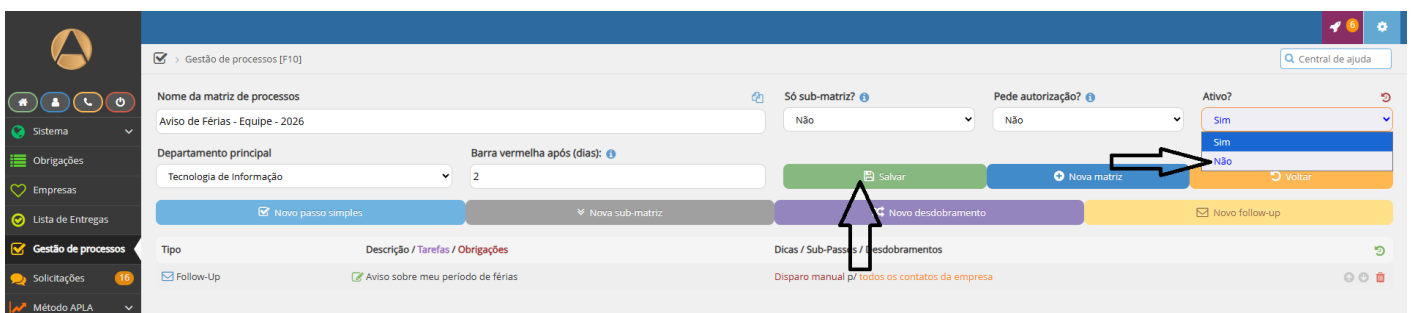 6
Gestão de processos [F10]
Central de ajuda
Nome da matriz de processos
Só sub-matriz?
Pede autorização?
Ativo?
Aviso de Férias - Equipe - 2026
Não
Não
Sim
Sim
Não
Departamento principal
Barra vermelha após (dias):
Tecnologia de Informação
2
Salvar
Nova matriz
Voltar
Novo passo simples
Nova sub-matriz
Novo desdobramento
Novo follow-up
Tipo
Descrição / Tarefas / Obrigações
Dicas / Sub-Passos / Desdobramentos
Follow-Up
Aviso sobre meu período de férias
Disparo manual p/ todos os contatos da empresa
Sistema
Obrigações
Empresas
Lista de Entregas
Gestão de processos
Solicitações 16
Método APLA